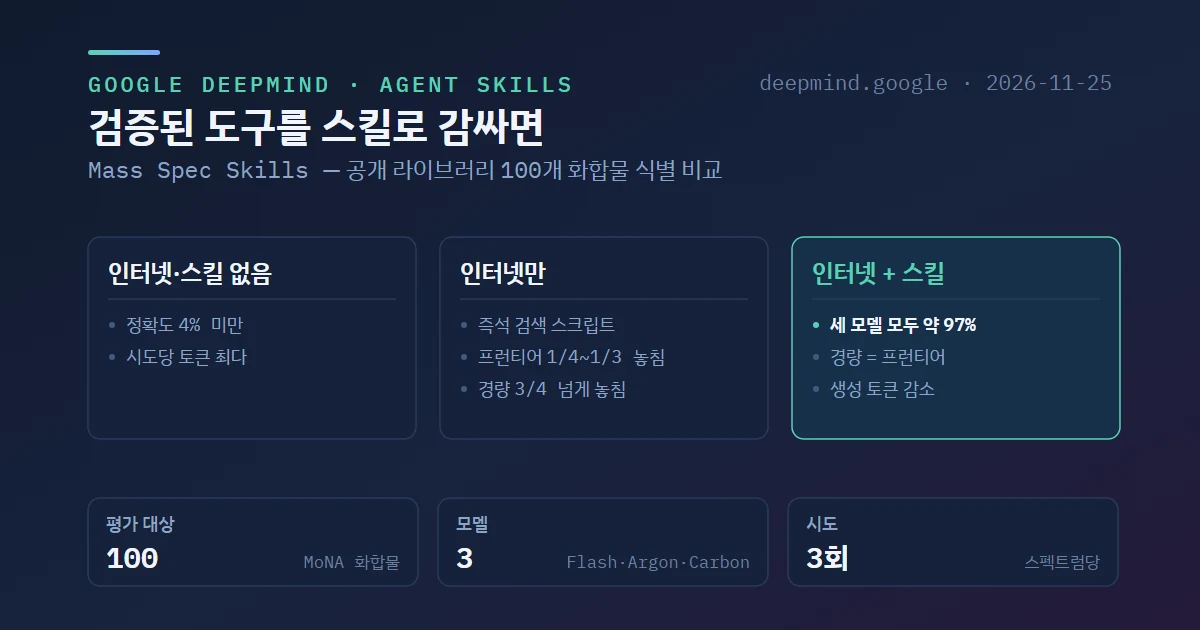 GOOGLE DEEPMIND · AGENT SKILLS
deepmind.google · 2026-11-25
검증된 도구를 스킬로 감싸면
Mass Spec Skills — 공개 라이브러리 100개 화합물 식별 비교
인터넷·스킬 없음
정확도 4% 미만
시도당 토큰 최다
인터넷만
즉석 검색 스크립트
프런티어 1/4~1/3 놓침
경량 3/4 넘게 놓침
인터넷 + 스킬
세 모델 모두 약 97%
경량 = 프런티어
생성 토큰 감소
평가 대상
100
MoNA 화합물
모델
3
Flash·Argon·Carbon
시도
3회
스펙트럼당